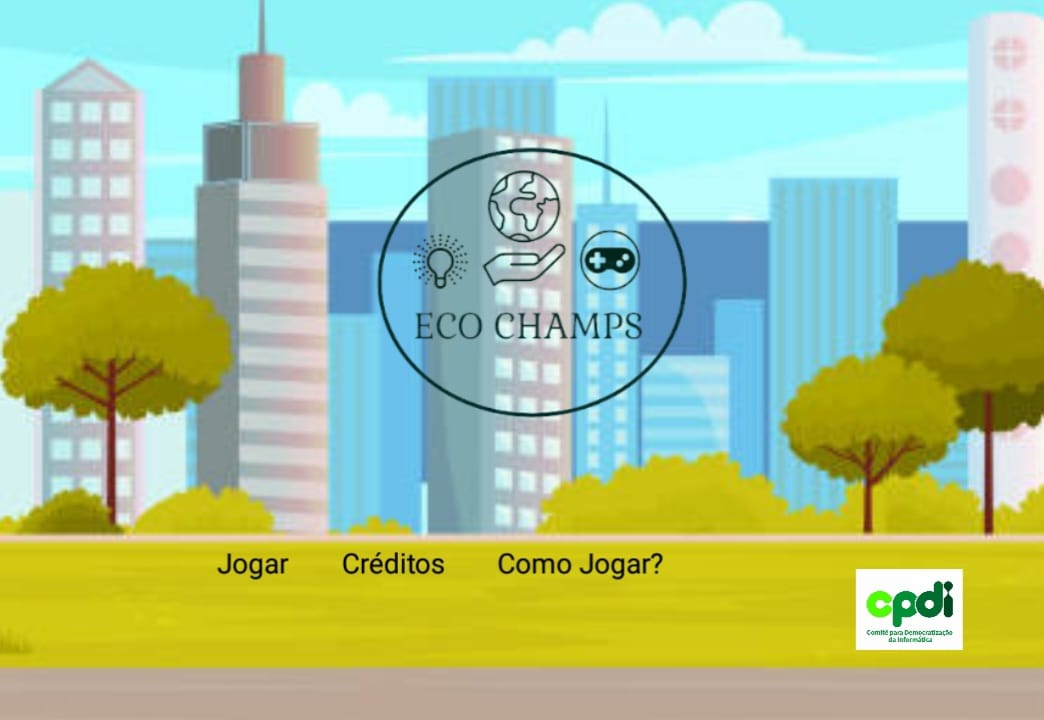 ECO CHAMPS
Jogar Créditos Como Jogar?
cpdi
Comitê para Democratização
da Informática